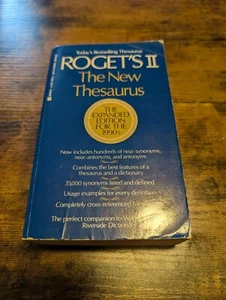 Today's Bestselling Thesaurus
ROGET'S II
The New
Thesaurus
THE
EXPANDED
EDITION
FOR THE
1990s
Now includes hundreds of near-synonyms,
near-antonyms, and antonyms
Combines the best features of a
thesaurus and a dictionary
35,000 synonyms listed and defined
Usage examples for every definition
Completely cross-referenced
The perfect companion to
Riverside Dictionary